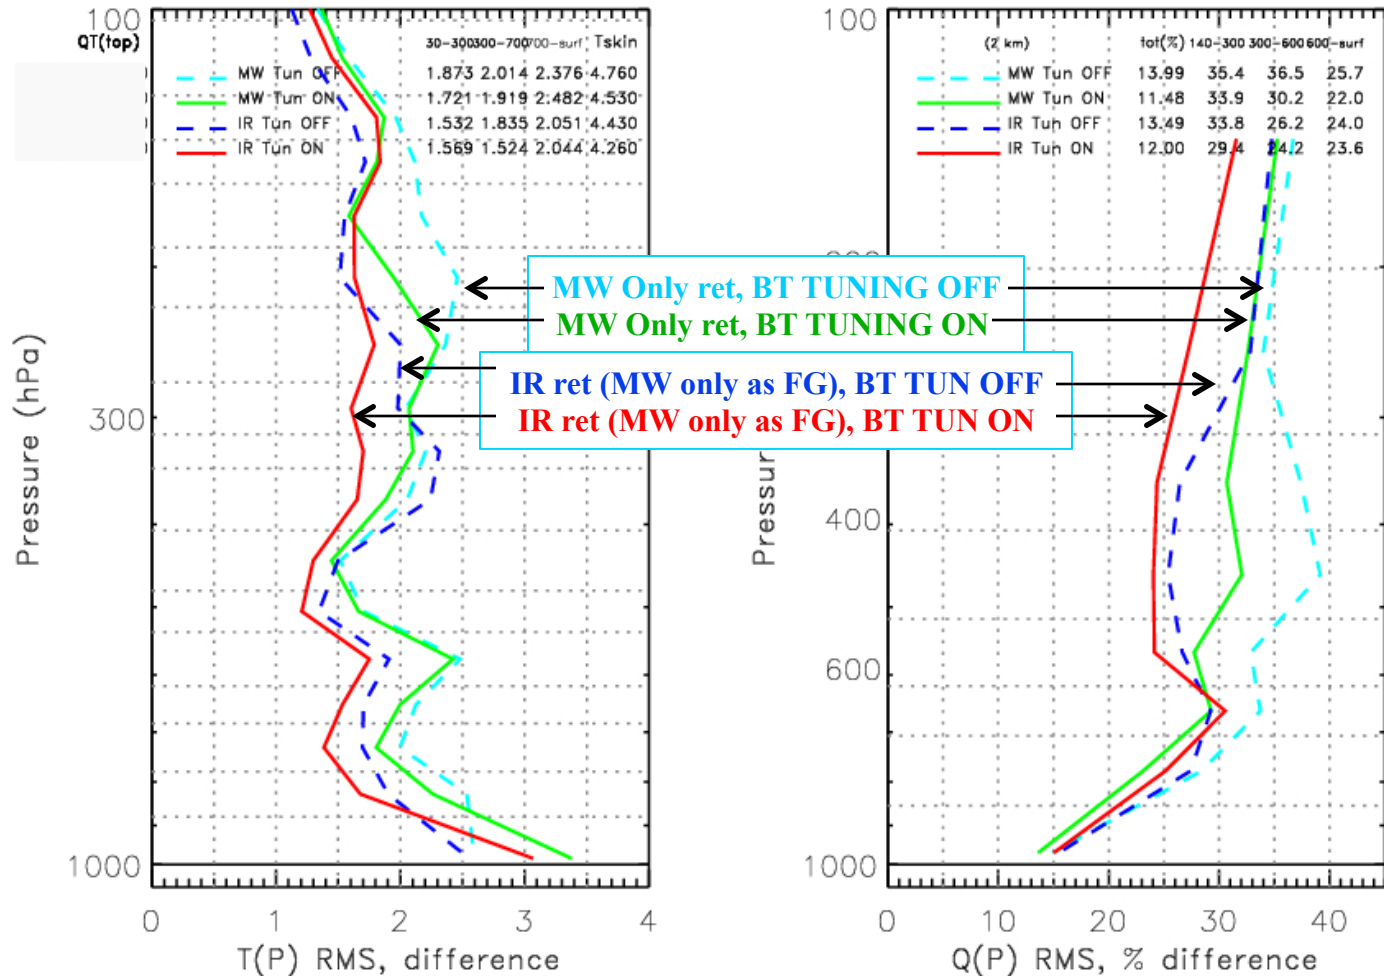 100
QT(top) 30-300 300-700 700-surf Tskin
MW Tun OFF 1.873 2.014 2.376 4.760
MW Tun ON 1.721 1.919 2.482 4.530
IR Tun OFF 1.532 1.835 2.051 4.430
IR Tun ON 1.569 1.524 2.044 4.260
300
1000
Pressure (hPa)
0 1 2 3 4
T(P) RMS, difference
100
(2 km) tot(%) 140-300 300-600 600-surf
MW Tun OFF 13.99 35.4 36.5 25.7
MW Tun ON 11.48 33.9 30.2 22.0
IR Tun OFF 13.49 33.8 26.2 24.0
IR Tun ON 12.00 29.4 24.2 23.6
MW Only ret, BT TUNING OFF
MW Only ret, BT TUNING ON
IR ret (MW only as FG), BT TUN OFF
IR ret (MW only as FG), BT TUN ON
400
600
1000
Pressure
0 10 20 30 40
Q(P) RMS, % difference